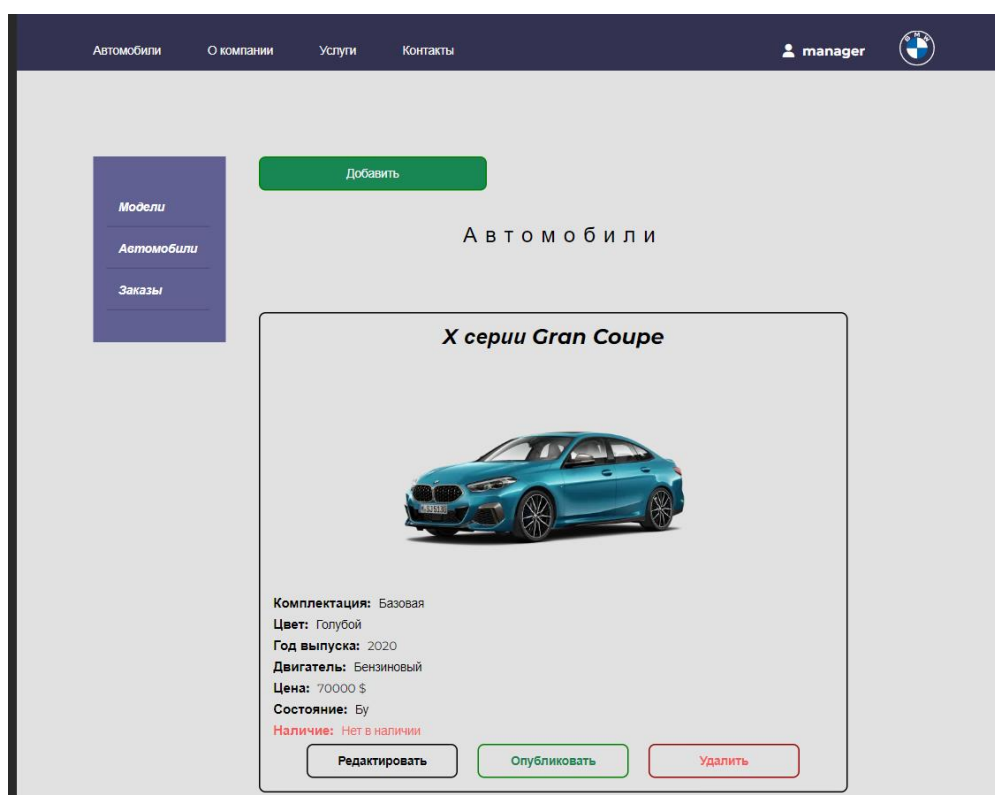 Автомобили О компании Услуги Контакты manager
Добавить
Модели
Автомобили
Заказы
Автомобили
X серии Gran Coupe
Комплектация: Базовая
Цвет: Голубой
Год выпуска: 2020
Двигатель: Бензиновый
Цена: 70000 $
Состояние: Бу
Наличие: Нет в наличии
Редактировать Опубликовать Удалить